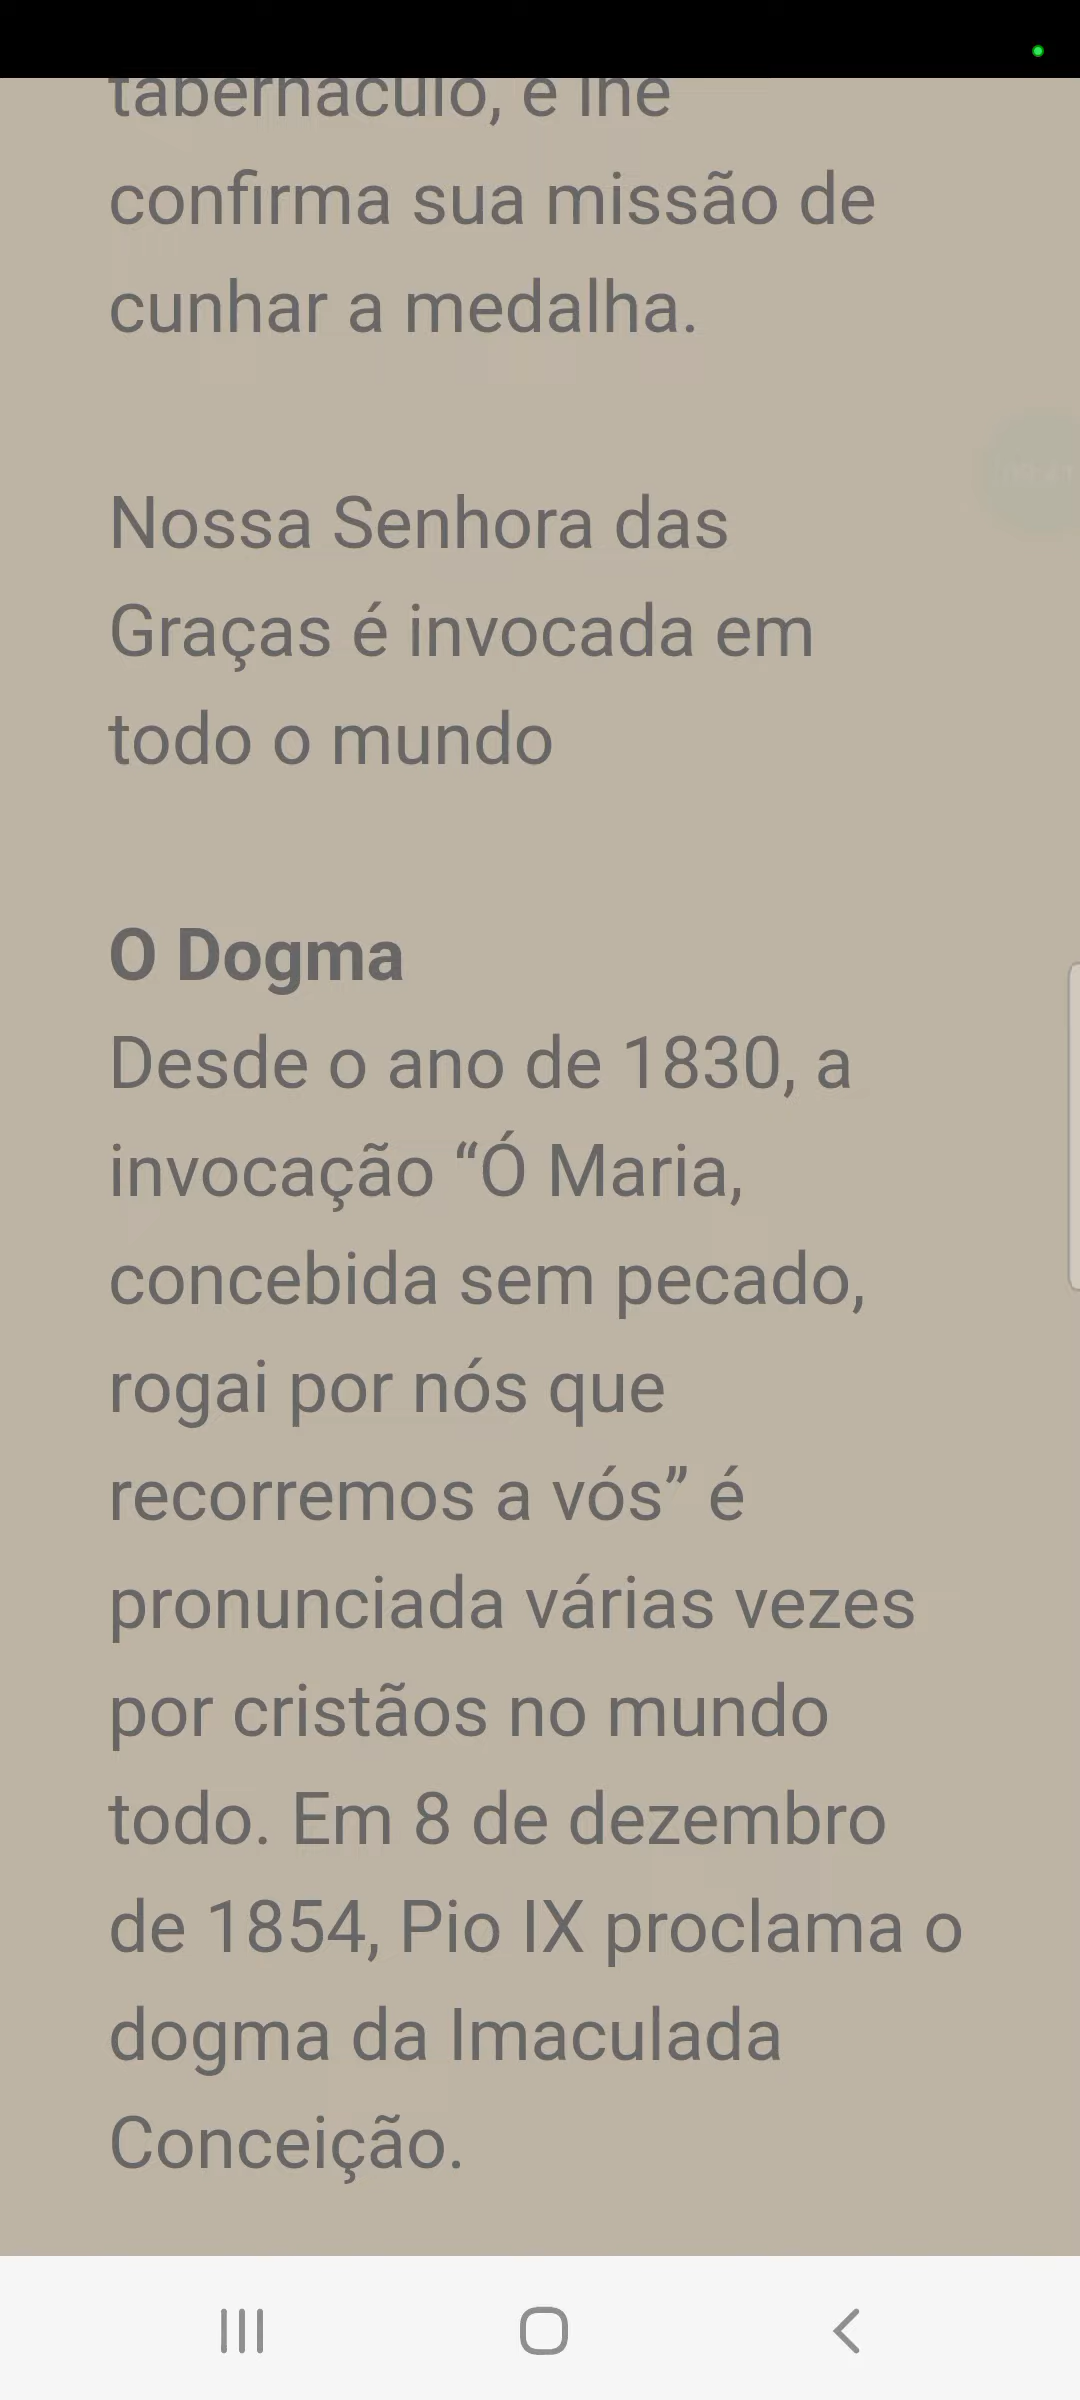 tabernáculo, e lhe
confirma sua missão de
cunhar a medalha.
Nossa Senhora das
Graças é invocada em
todo o mundo
O Dogma
Desde o ano de 1830, a
invocação “Ó Maria,
concebida sem pecado,
rogai por nós que
recorremos a vós” é
pronunciada várias vezes
por cristãos no mundo
todo. Em 8 de dezembro
de 1854, Pio IX proclama o
dogma da Imaculada
Conceição.